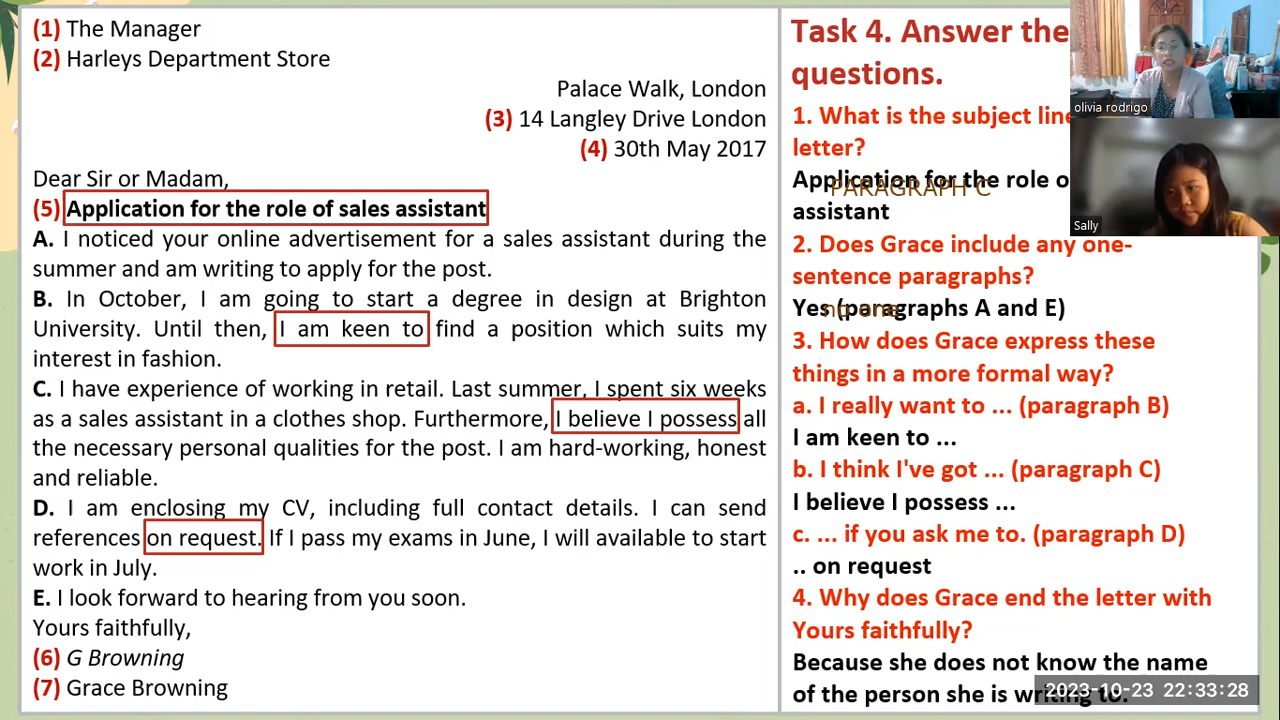 (1) The Manager
(2) Harleys Department Store
Palace Walk, London
(3) 14 Langley Drive London
(4) 30th May 2017
Dear Sir or Madam,
(5) Application for the role of sales assistant
A. I noticed your online advertisement for a sales assistant during the
summer and am writing to apply for the post.
B. In October, I am going to start a degree in design at Brighton
University. Until then, I am keen to find a position which suits my
interest in fashion.
C. I have experience of working in retail. Last summer, I spent six weeks
as a sales assistant in a clothes shop. Furthermore, I believe I possess all
the necessary personal qualities for the post. I am hard-working, honest
and reliable.
D. I am enclosing my CV, including full contact details. I can send
references on request. If I pass my exams in June, I will available to start
work in July.
E. I look forward to hearing from you soon.
Yours faithfully,
(6) G Browning
(7) Grace Browning
Task 4. Answer the
questions.
1. What is the subject line
letter?
Application for the role o
PARAGRAPH C
assistant
2. Does Grace include any one-
sentence paragraphs?
Yes (paragraphs A and E)
no one
3. How does Grace express these
things in a more formal way?
a. I really want to ... (paragraph B)
I am keen to ...
b. I think I've got ... (paragraph C)
I believe I possess ...
c. ... if you ask me to. (paragraph D)
.. on request
4. Why does Grace end the letter with
Yours faithfully?
Because she does not know the name
of the person she is writing to.
olivia rodrigo
Sally
2023-10-23 22:33:28